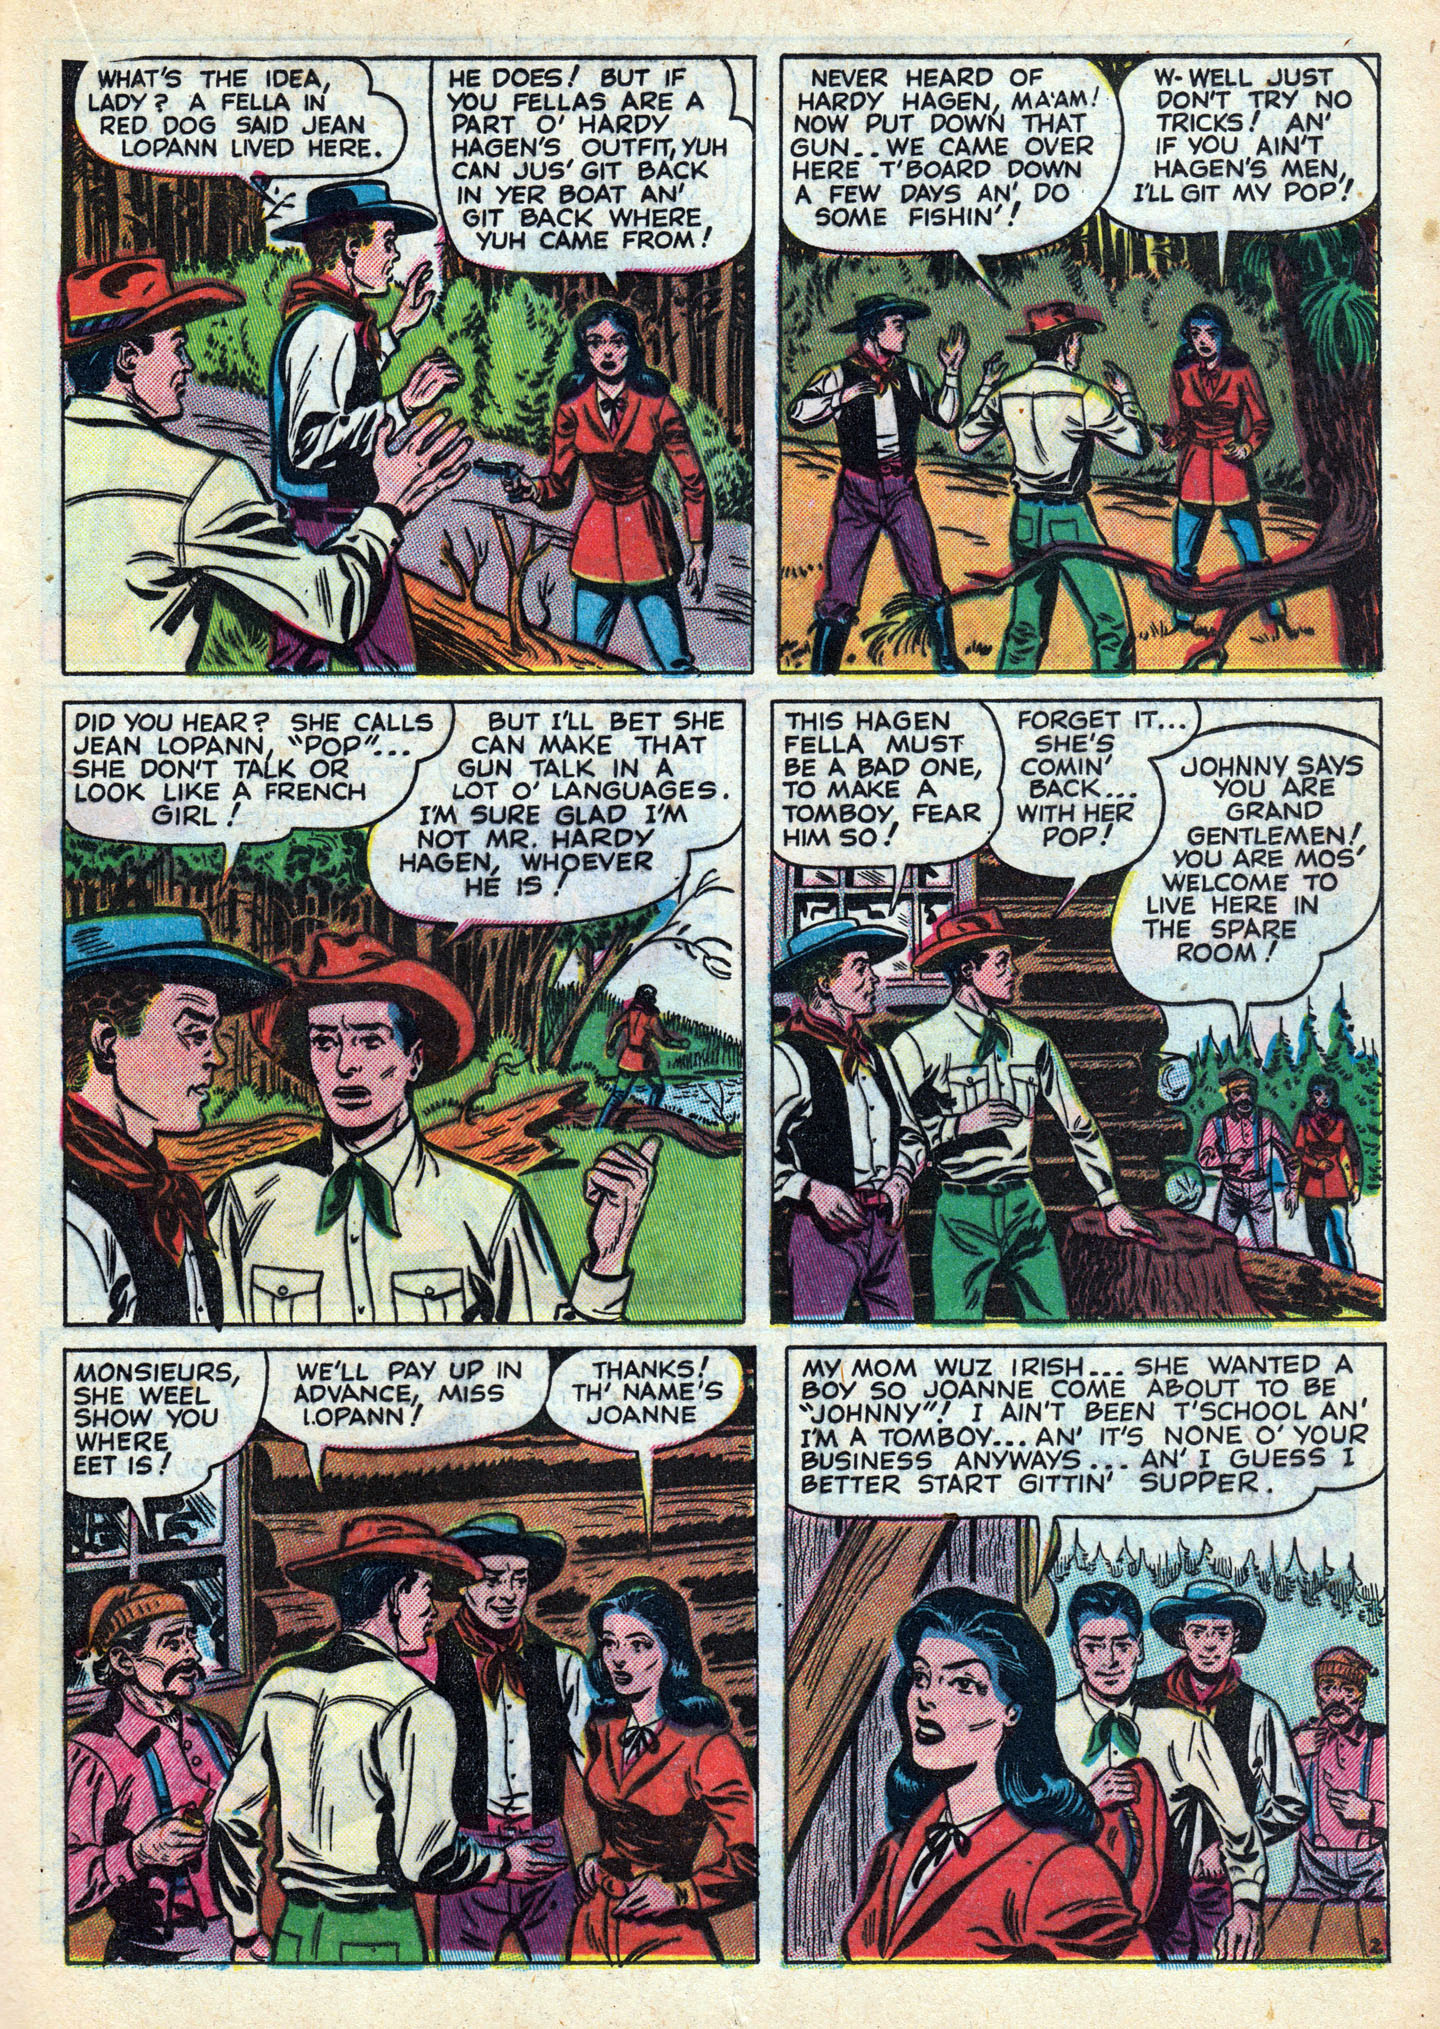 WHAT'S THE IDEA,
LADY? A FELLA IN
RED DOG SAID JEAN
LOPANN LIVED HERE.
HE DOES! BUT IF
YOU FELLAS ARE A
PART O' HARDY
HAGEN'S OUTFIT, YUH
CAN JUS' GIT BACK
IN YER BOAT AN'
GIT BACK WHERE
YUH CAME FROM!
NEVER HEARD OF
HARDY HAGEN, MA'AM!
NOW PUT DOWN THAT
GUN.. WE CAME OVER
HERE T'BOARD DOWN
A FEW DAYS AN' DO
SOME FISHIN'!
W-WELL JUST
DON'T TRY NO
TRICKS! AN'
IF YOU AIN'T
HAGEN'S MEN,
I'LL GIT MY POP!
DID YOU HEAR? SHE CALLS
JEAN LOPANN, "POP"...
SHE DON'T TALK OR
LOOK LIKE A FRENCH
GIRL!
BUT I'LL BET SHE
CAN MAKE THAT
GUN TALK IN A
LOT O' LANGUAGES.
I'M SURE GLAD I'M
NOT MR. HARDY
HAGEN, WHOEVER
HE IS!
THIS HAGEN
FELLA MUST
BE A BAD ONE,
TO MAKE A
TOMBOY, FEAR
HIM SO!
FORGET IT...
SHE'S
COMIN'
BACK...
WITH HER
POP!
JOHNNY SAYS
YOU ARE
GRAND
GENTLEMEN!
YOU ARE MOS'
WELCOME TO
LIVE HERE IN
THE SPARE
ROOM!
MONSIEURS,
SHE WEEL
SHOW YOU
WHERE
EET IS!
WE'LL PAY UP IN
ADVANCE, MISS
LOPANN!
THANKS!
TH' NAME'S
JOANNE
MY MOM WUZ IRISH... SHE WANTED A
BOY SO JOANNE COME ABOUT TO BE
"JOHNNY"! I AIN'T BEEN T'SCHOOL AN'
I'M A TOMBOY... AN' IT'S NONE O' YOUR
BUSINESS ANYWAYS... AN' I GUESS I
BETTER START GITTIN' SUPPER.
2